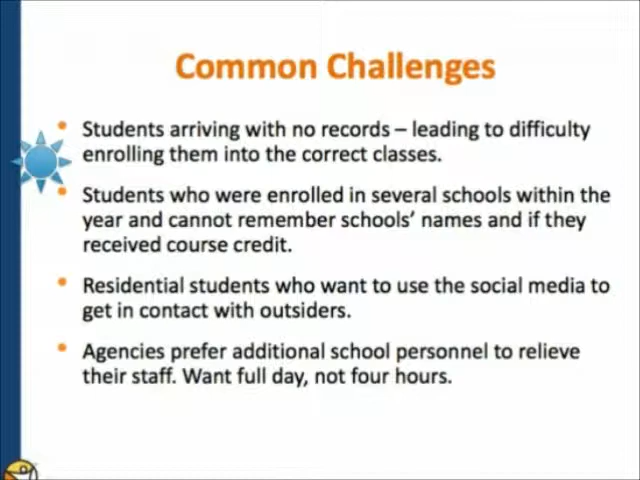 Common Challenges
• Students arriving with no records – leading to difficulty
enrolling them into the correct classes.
• Students who were enrolled in several schools within the
year and cannot remember schools’ names and if they
received course credit.
• Residential students who want to use the social media to
get in contact with outsiders.
• Agencies prefer additional school personnel to relieve
their staff. Want full day, not four hours.